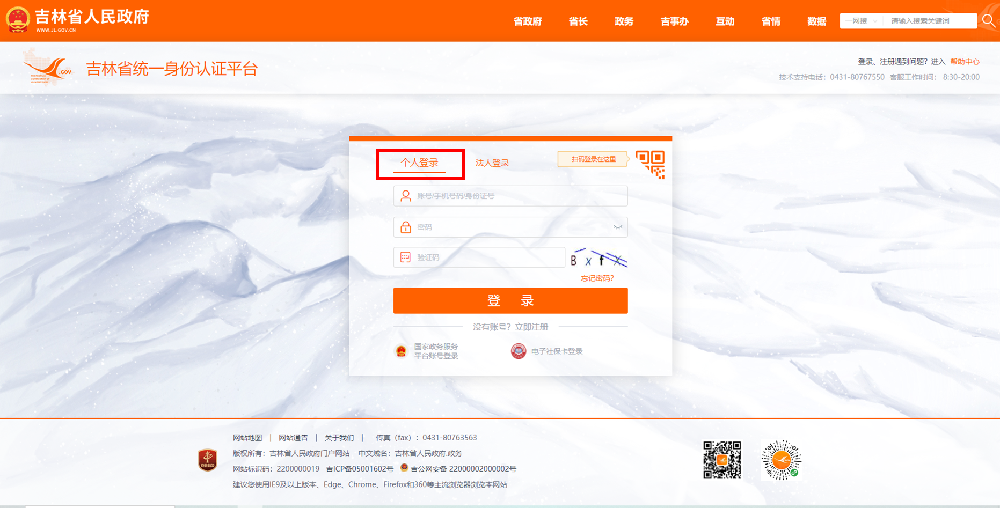 吉林省人民政府
WWW.JL.GOV.CN
省政府 省长 政务 吉事办 互动 省情 数据 一网搜 请输入搜索关键词
.GOV
THE PEOPLE'S
GOVERNMENT OF
JILIN PROVINCE
吉林省统一身份认证平台
登录、注册遇到问题？进入 帮助中心
技术支持电话：0431-80767550 客服工作时间： 8:30-20:00
个人登录 法人登录 扫码登录在这里
账号/手机号码/身份证号
密码
验证码 B x f X
忘记密码?
登 录
没有账号？立即注册
国家政务服务
平台账号登录
电子社保卡登录
网站地图 | 网站通告 | 关于我们 | 传真（fax）：0431-80763563
版权所有：吉林省人民政府门户网站 中文域名：吉林省人民政府.政务
网站标识码：2200000019 吉ICP备05001602号 吉公网安备 22000002000002号
建议您使用IE9及以上版本、Edge、Chrome、Firefox和360等主流浏览器浏览本网站
党政机关